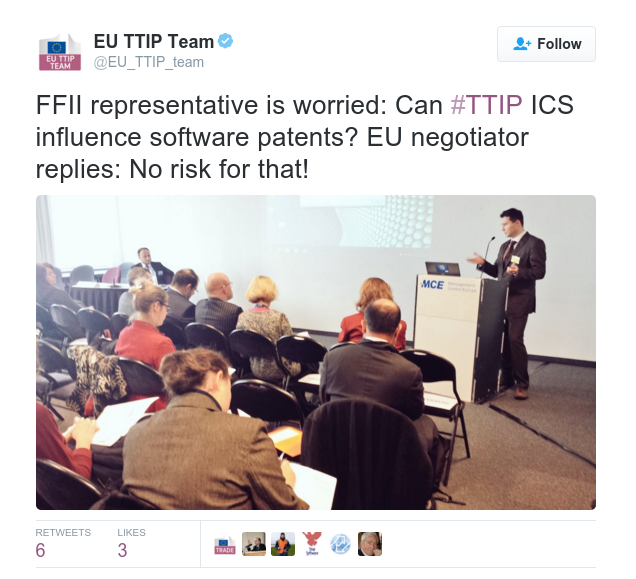 EU TTIP
TEAM
EU TTIP Team
@EU_TTIP_team
Follow
FFII representative is worried: Can #TTIP ICS
influence software patents? EU negotiator
replies: No risk for that!
MCE
Management
RETWEETS
LIKES
6
3
TRADE